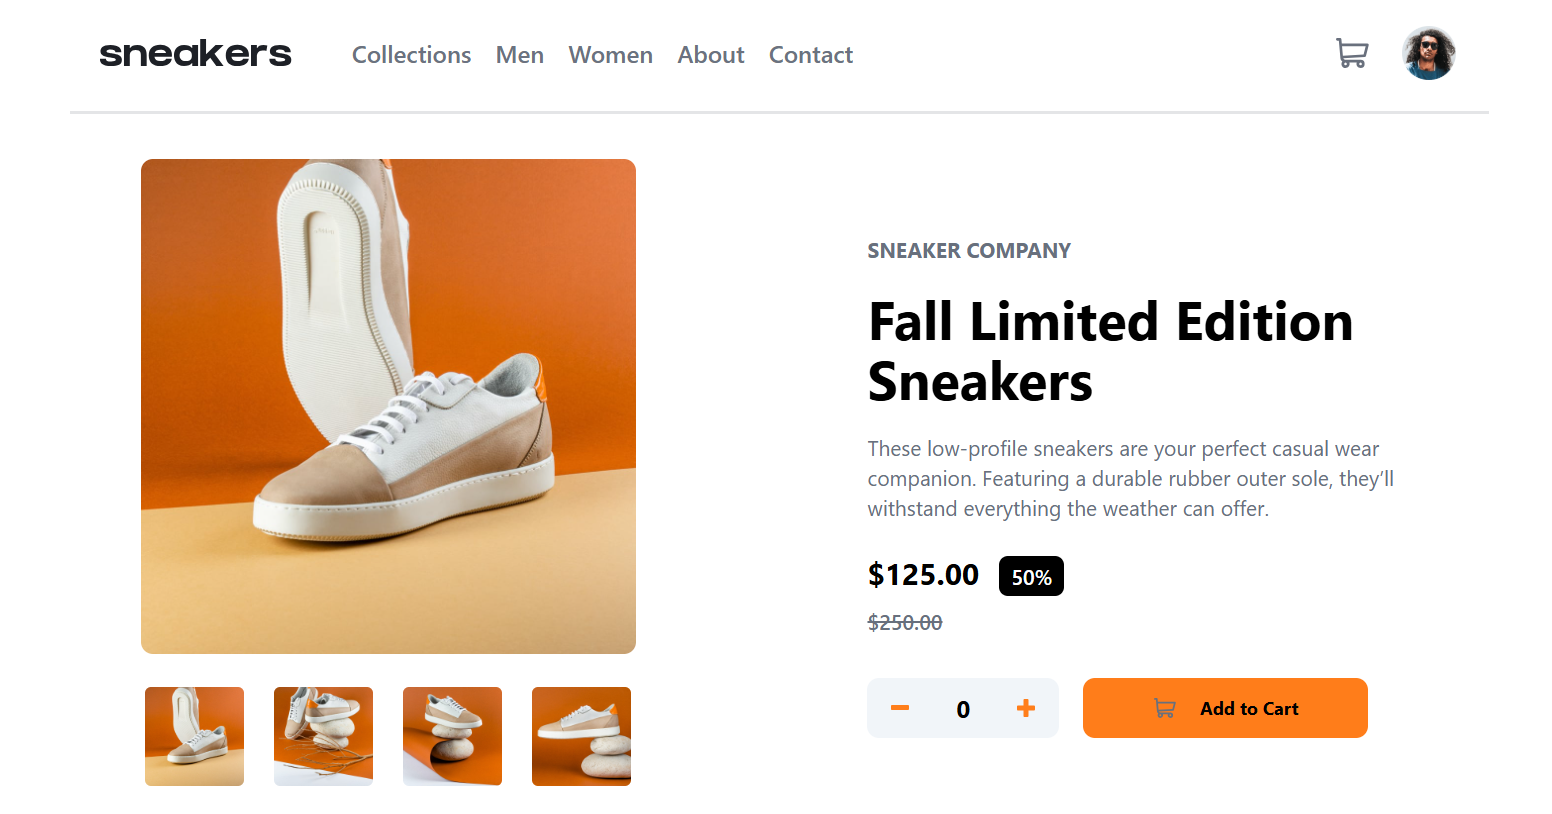 sneakers
Collections Men Women About Contact
SNEAKER COMPANY
Fall Limited Edition
Sneakers
These low-profile sneakers are your perfect casual wear
companion. Featuring a durable rubber outer sole, they’ll
withstand everything the weather can offer.
$125.00 50%
$250.00
0 Add to Cart